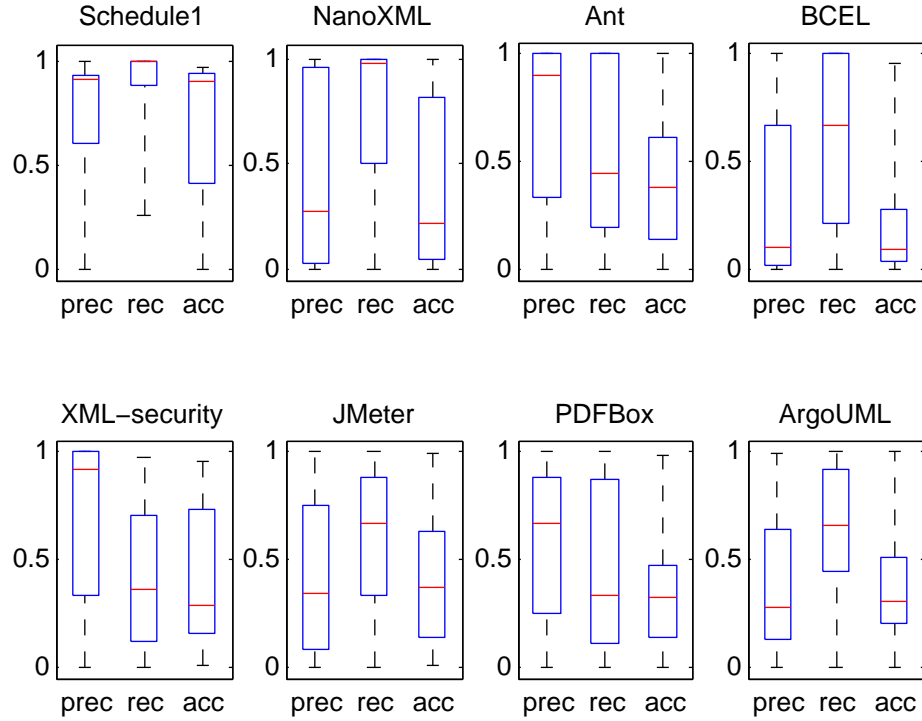 Schedule1 NanoXML Ant BCEL
1 1 1 1
0.5 0.5 0.5 0.5
0 0 0 0
prec rec acc prec rec acc prec rec acc prec rec acc
XML−security JMeter PDFBox ArgoUML
1 1 1 1
0.5 0.5 0.5 0.5
0 0 0 0
prec rec acc prec rec acc prec rec acc prec rec acc